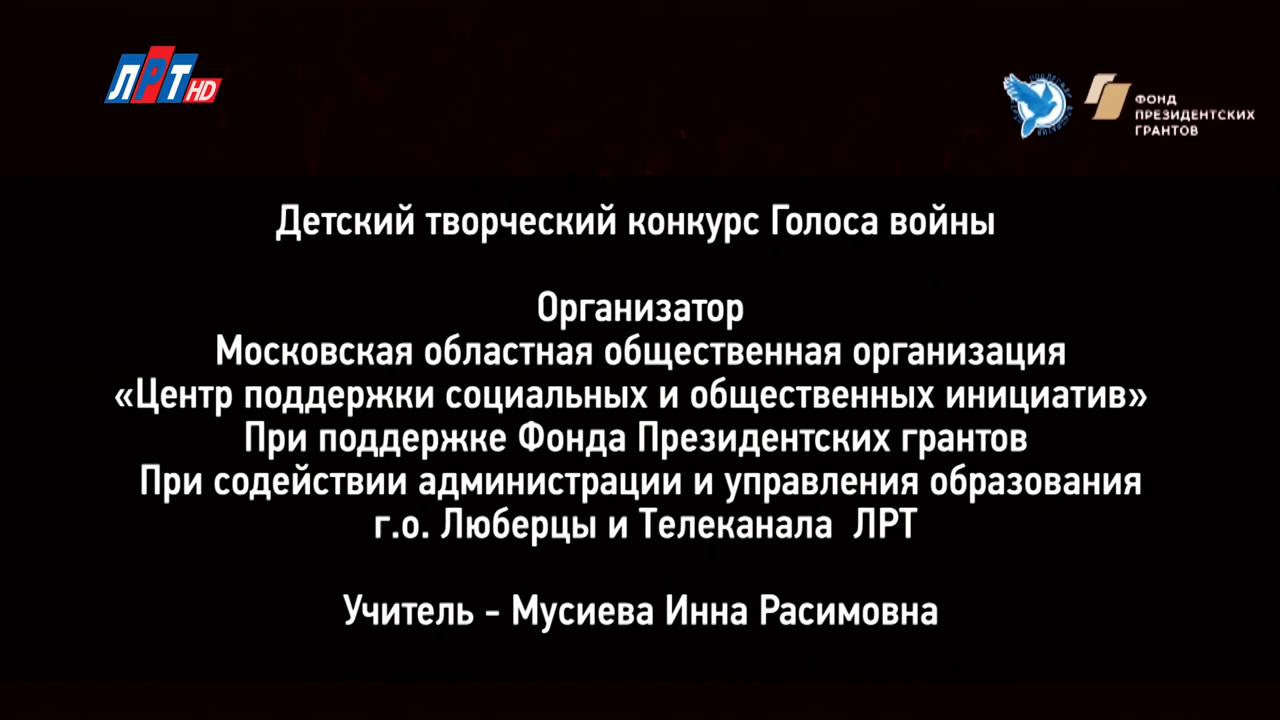 ЛРТ HD
ФОНД
ПРЕЗИДЕНТСКИХ
ГРАНТОВ
Детский творческий конкурс Голоса войны
Организатор
Московская областная общественная организация
«Центр поддержки социальных и общественных инициатив»
При поддержке Фонда Президентских грантов
При содействии администрации и управления образования
г.о. Люберцы и Телеканала ЛРТ
Учитель - Мусиева Инна Расимовна